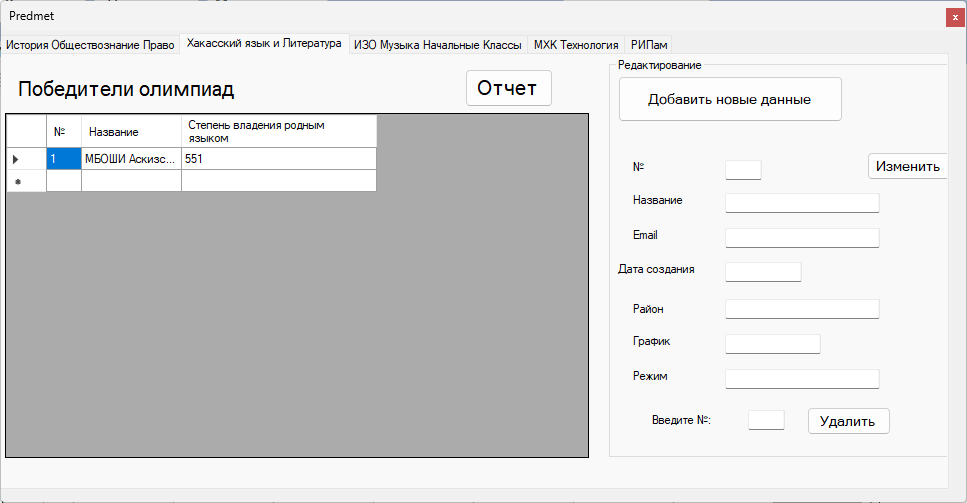 Predmet
x
История Обществознание Право
Хакасский язык и Литература
ИЗО Музыка Начальные Классы
МХК Технология
РИПам
Победители олимпиад
Отчет
№
Название
Степень владения родным
языком
1
МБОШИ Аскизс...
551
Редактирование
Добавить новые данные
№
Изменить
Название
Email
Дата создания
Район
График
Режим
Введите №:
Удалить